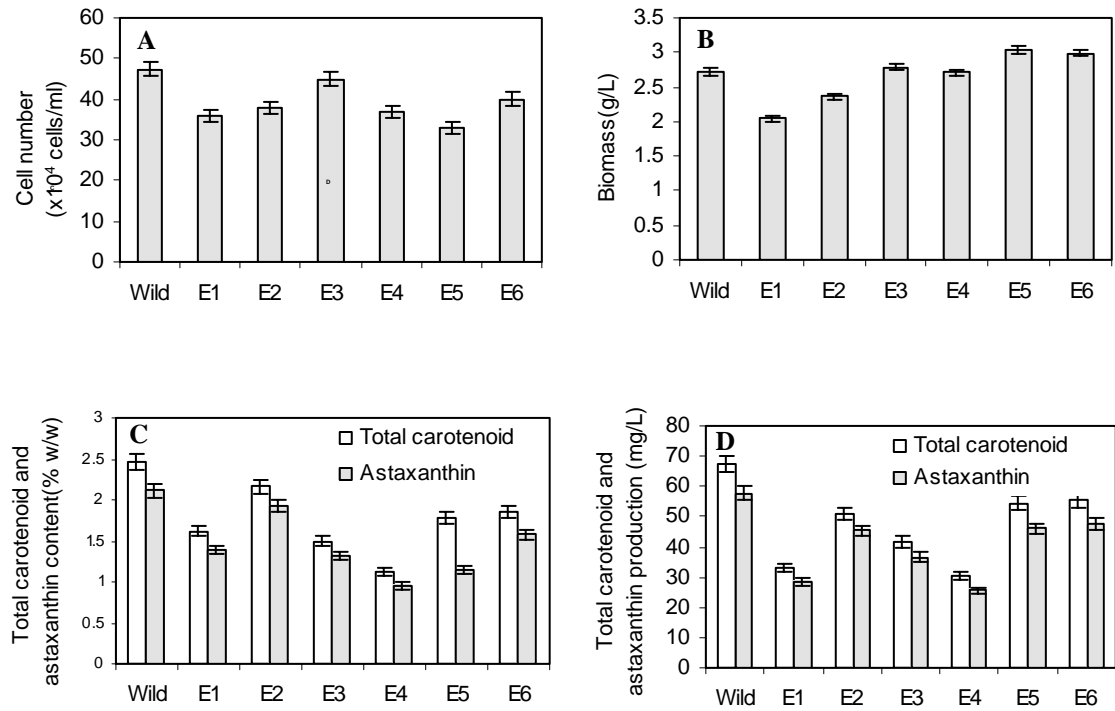 A
Cell number
(x10⁴ cells/ml)
60
50
40
30
20
10
0
Wild E1 E2 E3 E4 E5 E6
B
Biomass(g/L)
3.5
3
2.5
2
1.5
1
0.5
0
Wild E1 E2 E3 E4 E5 E6
C
Total carotenoid
Astaxanthin
Total carotenoid and
astaxanthin content(% w/w)
3
2.5
2
1.5
1
0.5
0
Wild E1 E2 E3 E4 E5 E6
D
Total carotenoid
Astaxanthin
Total carotenoid and
astaxanthin production (mg/L)
80
70
60
50
40
30
20
10
0
Wild E1 E2 E3 E4 E5 E6